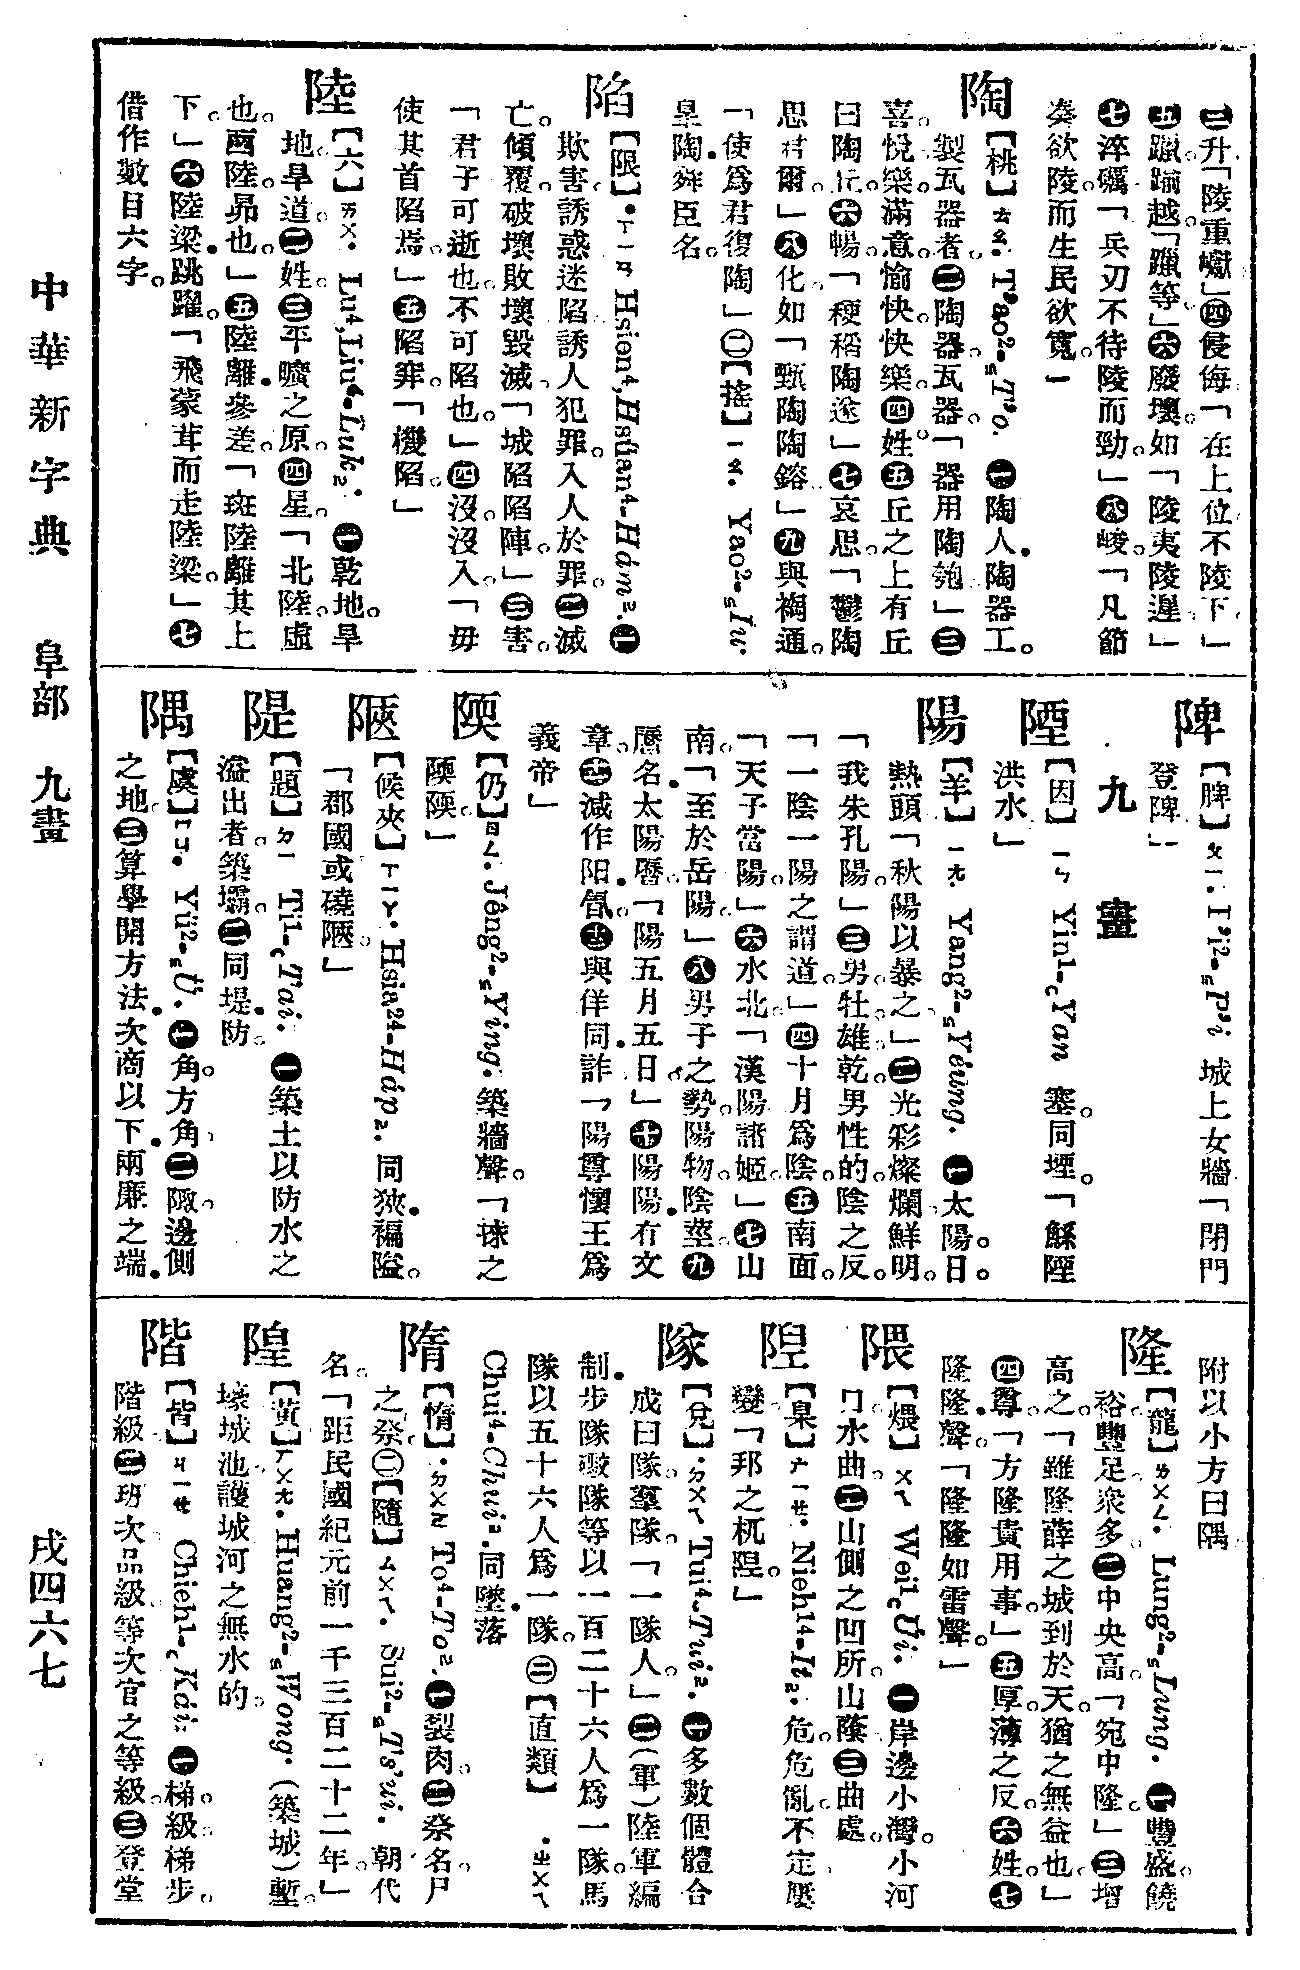 ㊂升「陵重巘」㊃侵侮「在上位不陵下」
㊄躐踰越「躐等」㊅廢壞如「陵夷陵遲」
㊆淬礪「兵刃不待陵而勁」㊇峻「凡節
奏欲陵而生民欲寬」
陶【桃】ㄊㄠ. T'ao²-₅T'o. ㊀陶人陶器工。
製瓦器者㊁陶器瓦器「器用陶匏」㊂
喜悅樂滿意愉快快樂㊃姓㊄丘之上有丘
曰陶丘㊅暢「稉稻陶遂」㊆哀思「鬱陶
思君爾」㊇化如「甄陶陶鎔」㊈與裪通。
「使爲君復陶」㊁【搖】ㄧㄠ. Yao²-₅Iu.
臯陶舜臣名。
陷【限】•ㄒㄧㄢ Hsion⁴,Hsüan⁴-Hám². ㊀
欺害誘惑迷陷誘人犯罪。入人於罪。㊁滅
亡。傾覆。破壞敗壞毀滅「城陷陷陣」㊂害。
「君子可逝也不可陷也」㊃沒沒入。「毋
使其首陷焉」㊄陷穽「機陷」
陸【六】ㄌㄨ• Lu⁴,Liu⁴-Luk₂. ㊀乾地。旱
地。旱道。㊁姓。㊂平曠之原。㊃星。「北陸虛
也。西陸昴也。」㊄陸離參差。「斑陸離其上
下。」㊅陸梁跳躍。「飛蒙茸而走陸梁」㊆
借作數目六字。
陴【脾】ㄆㄧ. P'i²-₅P'i 城上女牆「閉門
登陴」
九畫
陻【因】ㄧㄣ Yin1-꜀Yan 塞。同堙。「鯀陻
洪水」
陽【羊】ㄧㄤ. Yang²-₅Yéung. ㊀太陽。日。
熱頭「秋陽以暴之」㊁光彩燦爛鮮明。
「我朱孔陽」㊂男牡雄乾男性的陰之反。
「一陰一陽之謂道」㊃十月爲陰。㊄南面。
「天子當陽」㊅水北「漢陽諸姬」㊆山
南。「至於岳陽」㊇男子之勢。陽物。陰莖㊈
曆名太陽曆「陽五月五日」㊉陽陽有文
章。㊉㊀減作阳氜。㊉㊁與佯同詐「陽尊懷王爲
義帝」
陾【仍】ㄖㄥ. Jêng²-₅Ying. 築牆聲。「捄之
陾陾」
陿【候夾】ㄒㄧㄚ• Hsia²⁴-Háp₂. 同狹褊隘。
「郡國或磽陿」
隄【題】ㄉㄧ Ti1-꜀Tai. ㊀築土以防水之
溢出者築壩。㊁同堤防。
隅【虞】ㄩ. Yü²-₅Ü. ㊀角。方角㊁陬。邊側
之地㊂算學開方法次商以下兩廉之端
附以小方曰隅
隆【龍】ㄌㄨㄥ. Lung²-₅Lung. ㊀豐盛。饒
裕豐足衆多㊁中央高。「宛中隆」㊂增
高之。「雖隆薛之城到於天猶之無益也」
㊃尊。「方隆貴用事」㊄厚。薄之反。㊅姓。㊆
隆隆聲。「隆隆如雷聲」
隈【煨】ㄨㄟ Wei1꜀Úi. ㊀岸邊小灣。小河
口水曲㊁山側之凹所。山蔭㊂曲處。
隉【臬】ㄋㄧㄝ. Nieh¹⁴-It₂. 危。危亂不定屢
變「邦之杌隉」
隊【兌】•ㄉㄨㄟ Tui⁴-Tui². ㊀多數個體合
成曰隊羣隊。「一隊人」㊁(軍)陸軍編
制步隊礮隊等以一百二十六人爲一隊馬
隊以五十六人爲一隊㊁【直類】•ㄓㄨㄟ
Chui⁴-Chui². 同墜落
隋【惰】•ㄉㄨㄛ To⁴-To². ㊀裂肉。㊁祭名尸
之祭㊁【隨】ㄙㄨㄟ. Sui²-₅Ts'ui. 朝代
名。「距民國紀元前一千三百二十二年」
隍【黃】ㄏㄨㄤ. Huang²-₅Wong. (築城)塹。
壕城池護城河之無水的。
階【皆】ㄐㄧㄝ Chieh1-꜀Kái: ㊀梯級梯步。
階級㊁班次品級等次官之等級㊂登堂
中華新字典 阜部 九畫 戌四六七